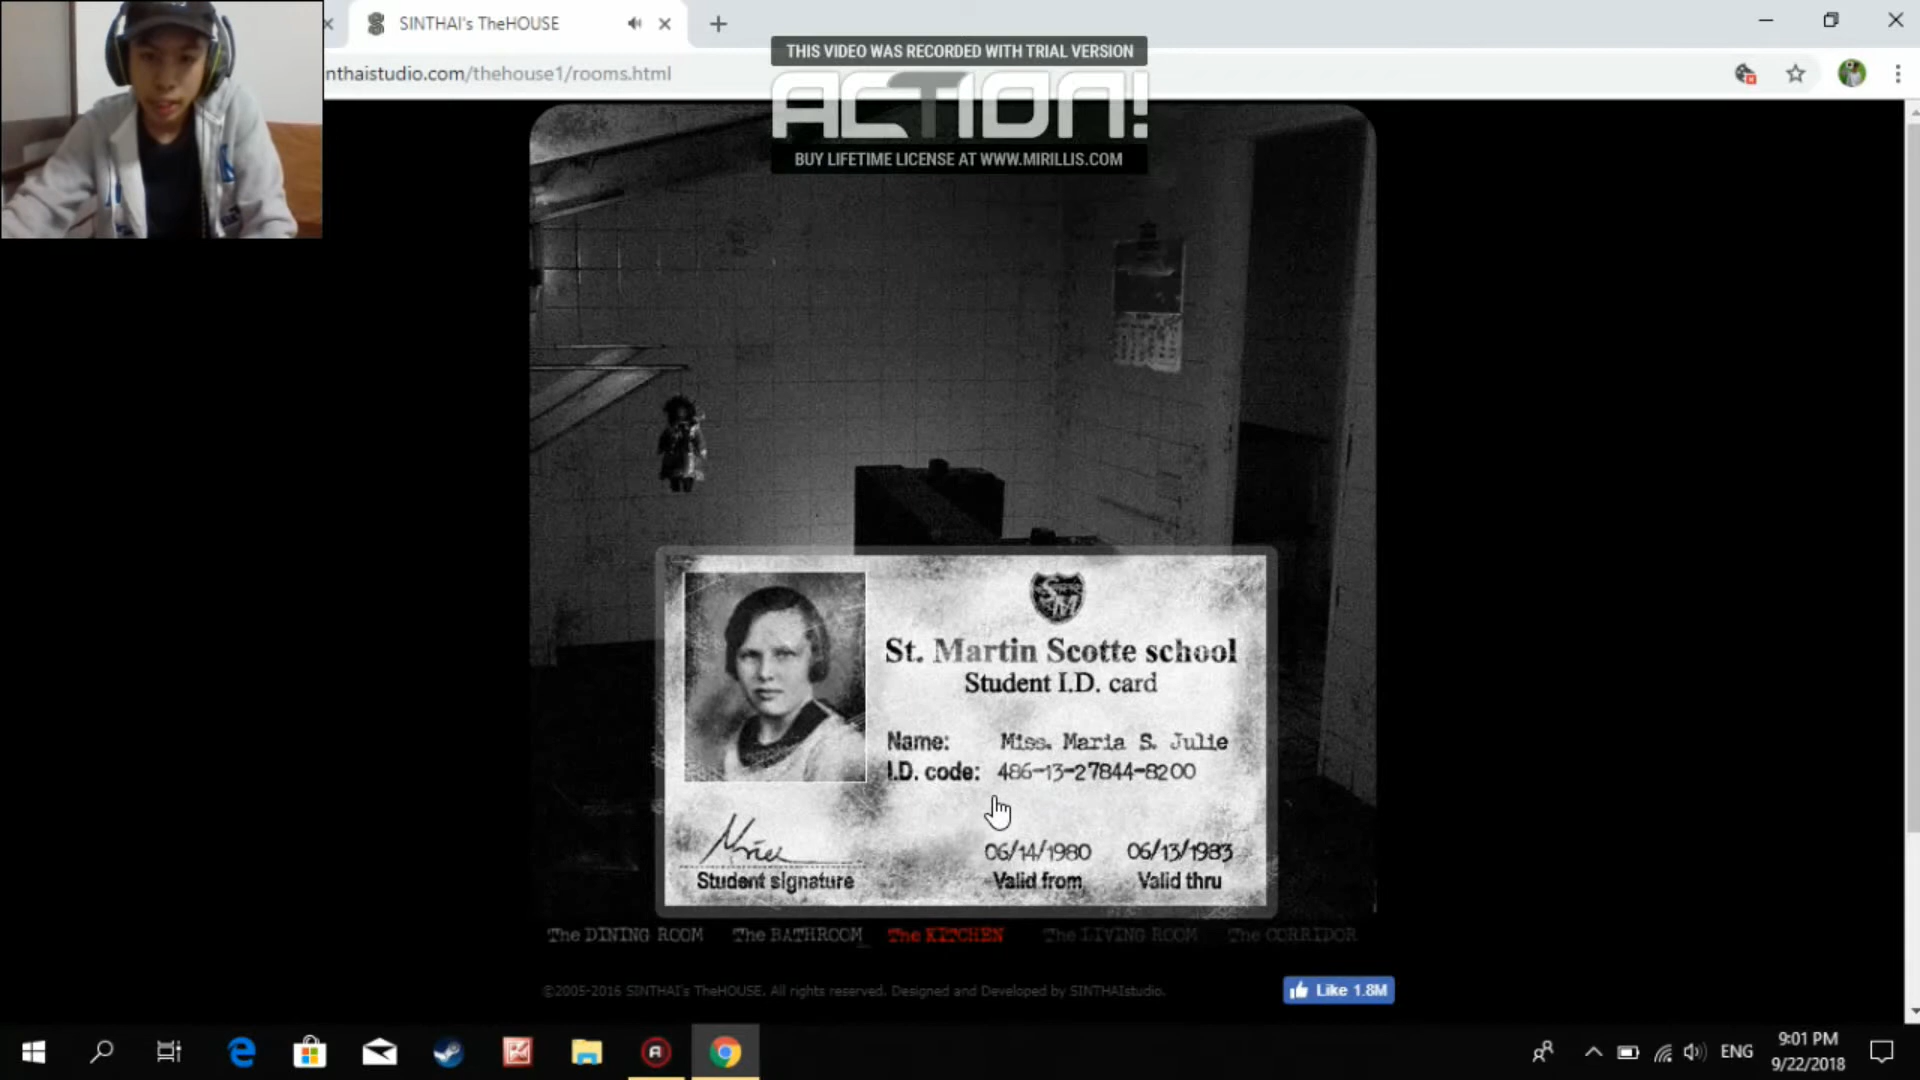 SINTHAI's TheHOUSE
nthaistudio.com/thehouse1/rooms.html
THIS VIDEO WAS RECORDED WITH TRIAL VERSION
ACTION!
BUY LIFETIME LICENSE AT WWW.MIRILLIS.COM
St. Martin Scotte school
Student I.D. card
Name: Miss. Maria S. Julie
I.D. code: 486-13-27844-8200
06/14/1980 06/13/1983
Student signature Valid from Valid thru
The DINING ROOM The BATHROOM The KITCHEN The LIVING ROOM The CORRIDOR
©2005-2016 SINTHAI's TheHOUSE. All rights reserved. Designed and Developed by SINTHAIstudio.
Like 1.8M
ENG
9:01 PM
9/22/2018